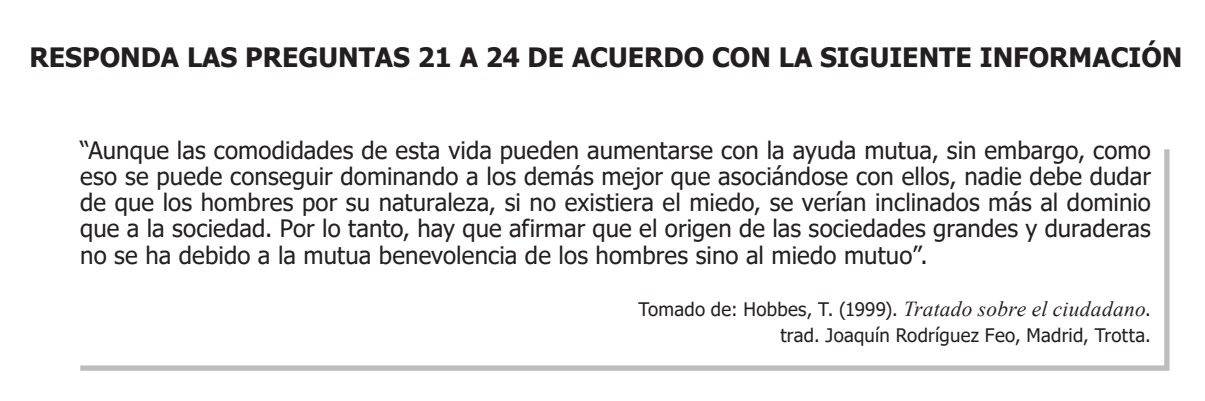 RESPONDA LAS PREGUNTAS 21 A 24 DE ACUERDO CON LA SIGUIENTE INFORMACIÓN
“Aunque las comodidades de esta vida pueden aumentarse con la ayuda mutua, sin embargo, como
eso se puede conseguir dominando a los demás mejor que asociándose con ellos, nadie debe dudar
de que los hombres por su naturaleza, si no existiera el miedo, se verían inclinados más al dominio
que a la sociedad. Por lo tanto, hay que afirmar que el origen de las sociedades grandes y duraderas
no se ha debido a la mutua benevolencia de los hombres sino al miedo mutuo”.
Tomado de: Hobbes, T. (1999). Tratado sobre el ciudadano.
trad. Joaquín Rodríguez Feo, Madrid, Trotta.